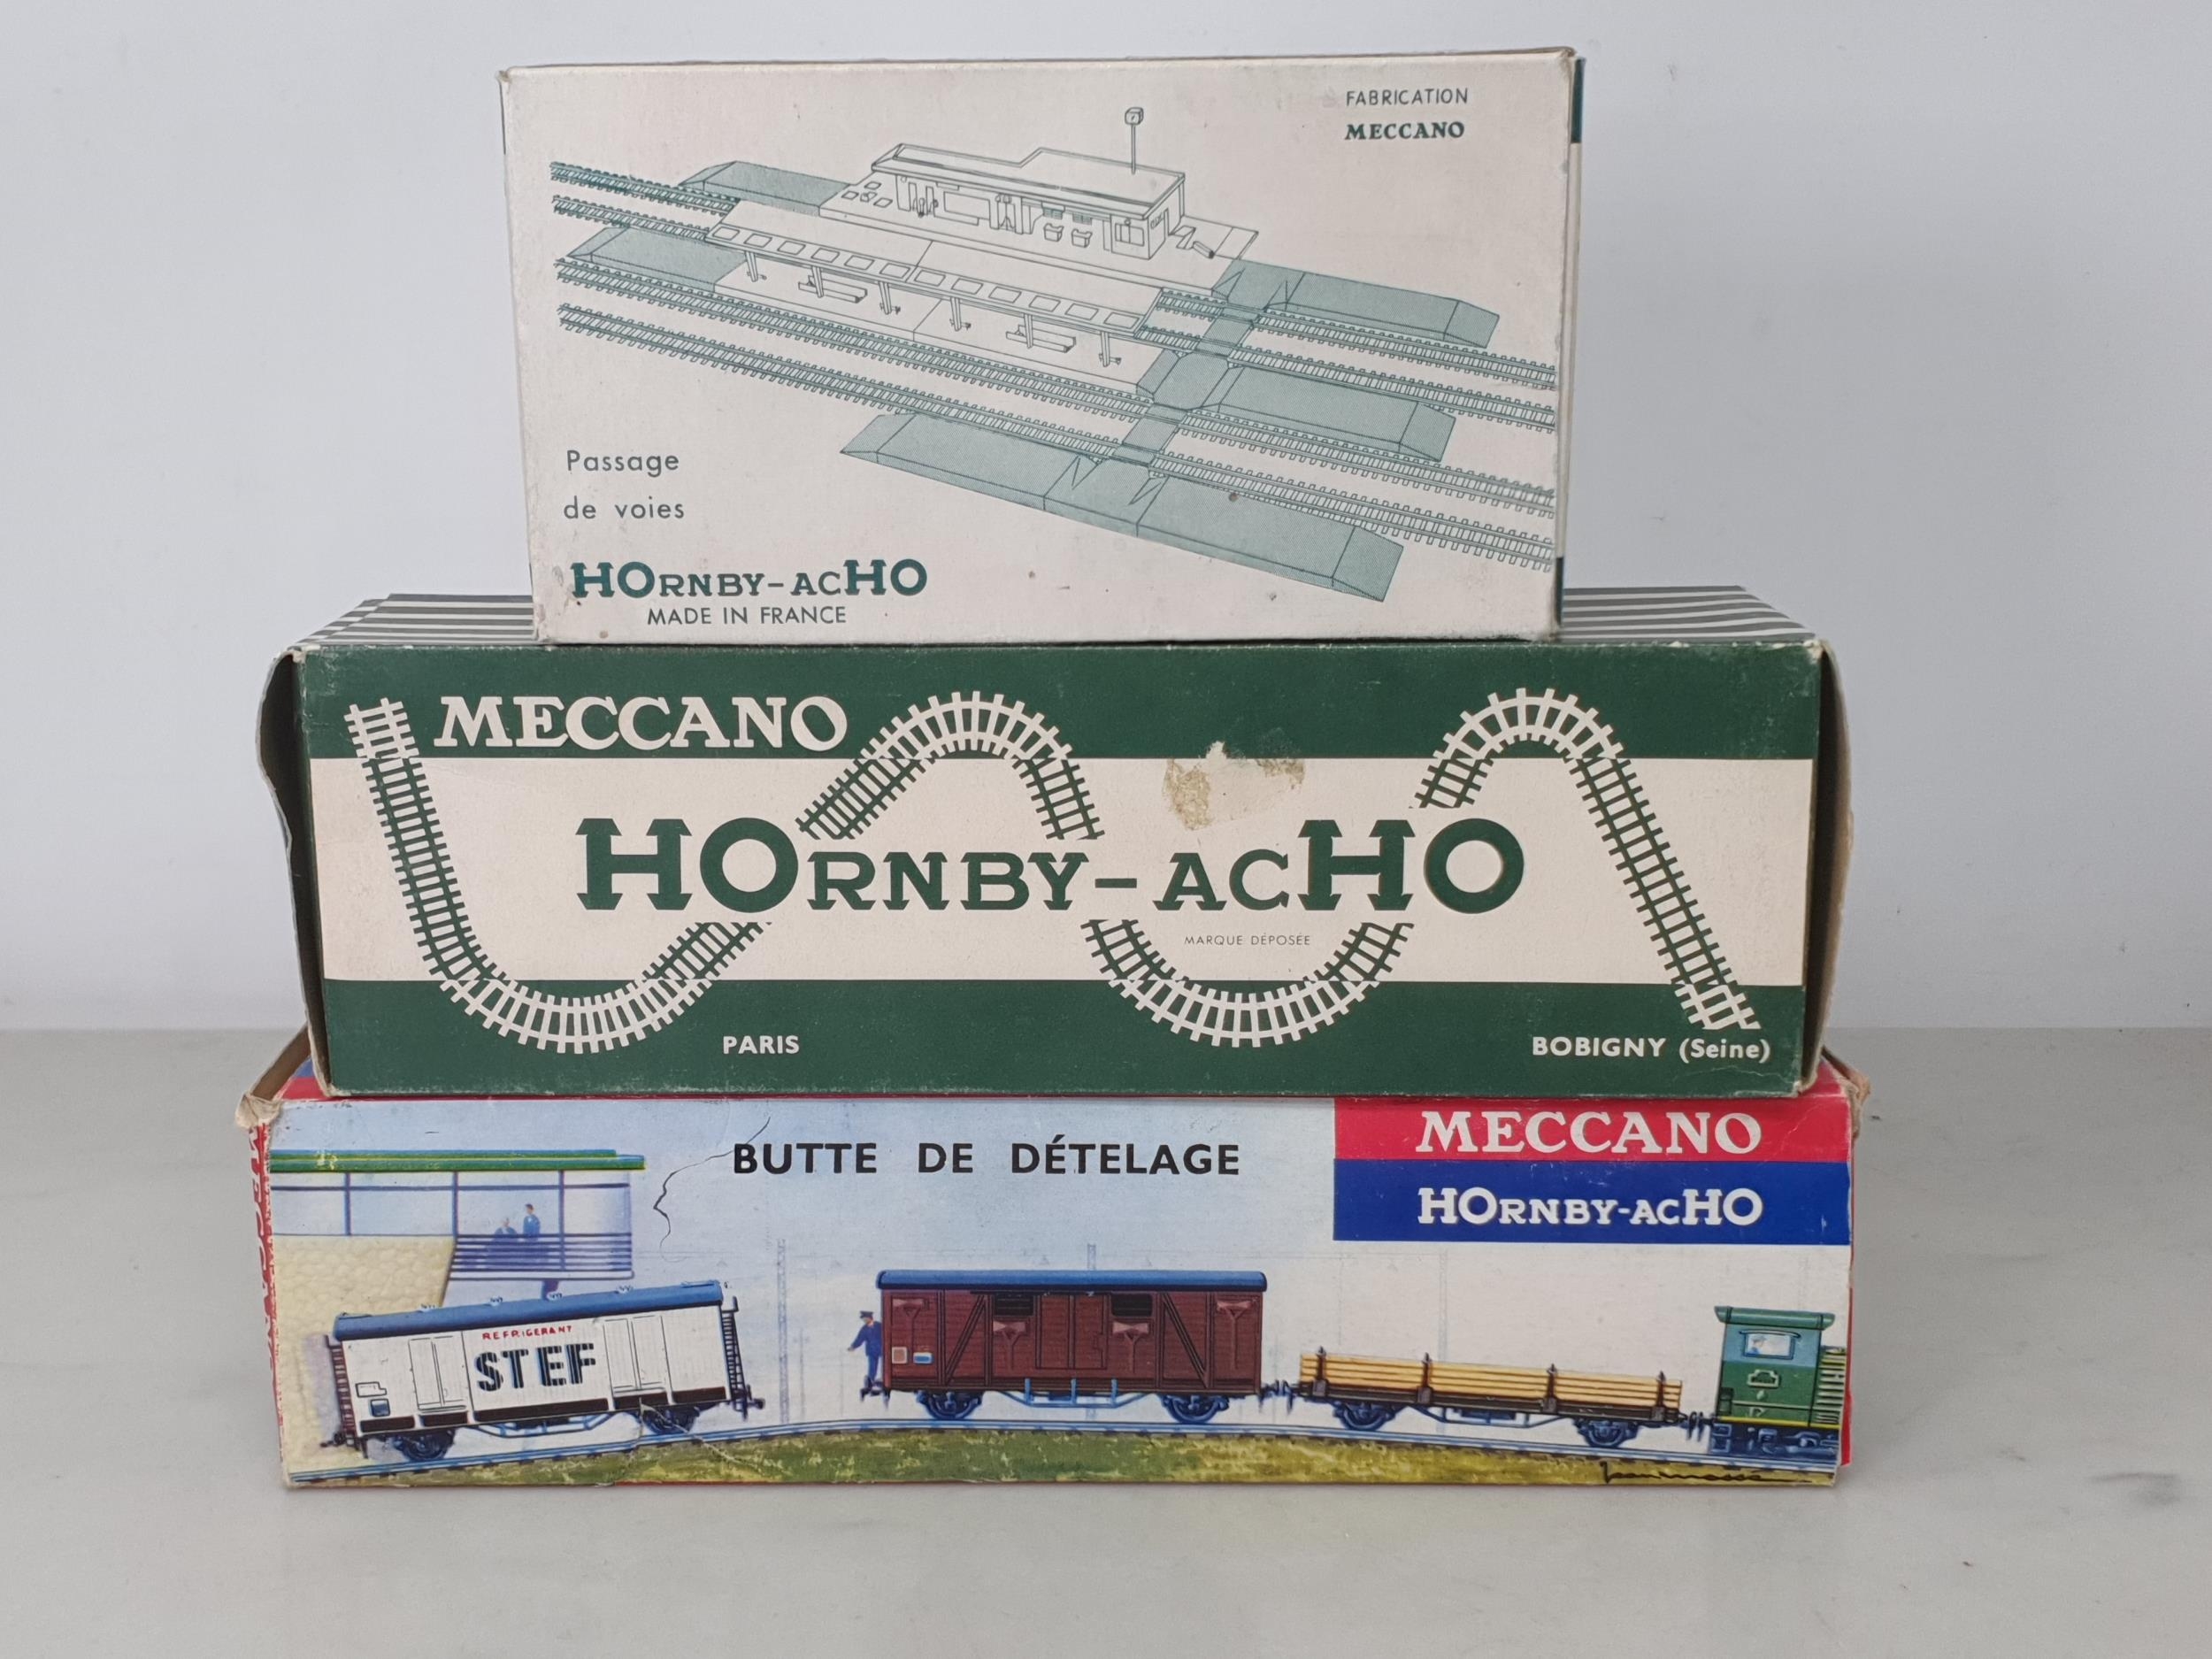 FABRICATION
MECCANO
Passage
de voies
HORNBY-ACHO
MADE IN FRANCE
MECCANO
HORNBY-ACHO
MARQUE DÉPOSÉE
PARIS
BOBIGNY (Seine)
BUTTE DE DÉTELAGE
MECCANO
HORNBY-ACHO
REFRIGERANT
STEF